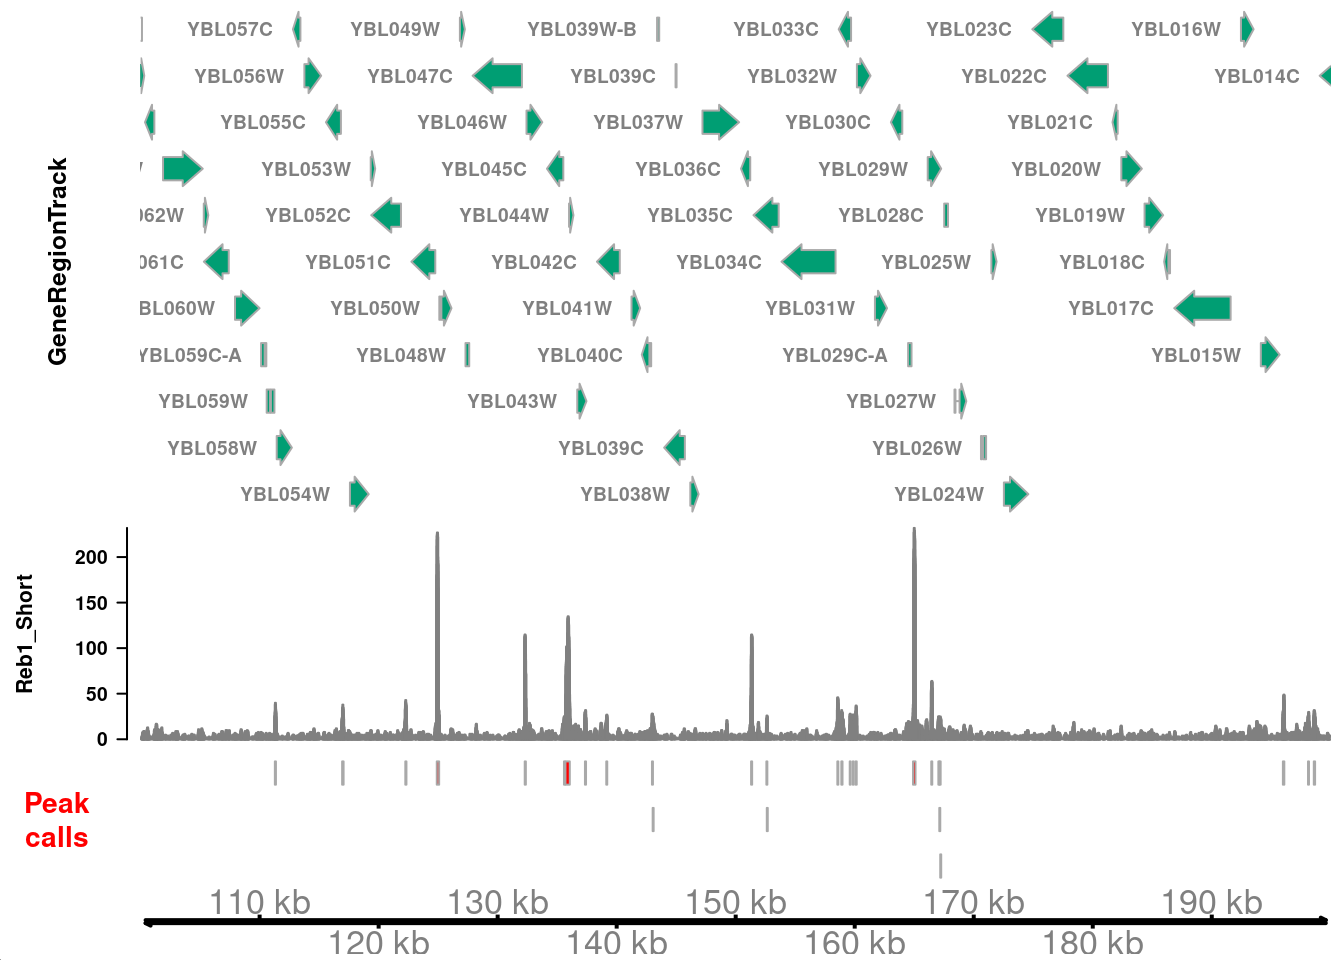 YBL057C YBL049W YBL039W-B YBL033C YBL023C YBL016W
YBL056W YBL047C YBL039C YBL032W YBL022C YBL014C
YBL055C YBL046W YBL037W YBL030C YBL021C
YBL053W YBL045C YBL036C YBL029W YBL020W
062W YBL052C YBL044W YBL035C YBL028C YBL019W
061C YBL051C YBL042C YBL034C YBL025W YBL018C
BL060W YBL050W YBL041W YBL031W YBL017C
YBL059C-A YBL048W YBL040C YBL029C-A YBL015W
YBL059W YBL043W YBL027W
YBL058W YBL039C YBL026W
YBL054W YBL038W YBL024W
GeneRegionTrack
200
150
100
50
0
Reb1_Short
Peak
calls
110 kb 130 kb 150 kb 170 kb 190 kb
120 kb 140 kb 160 kb 180 kb